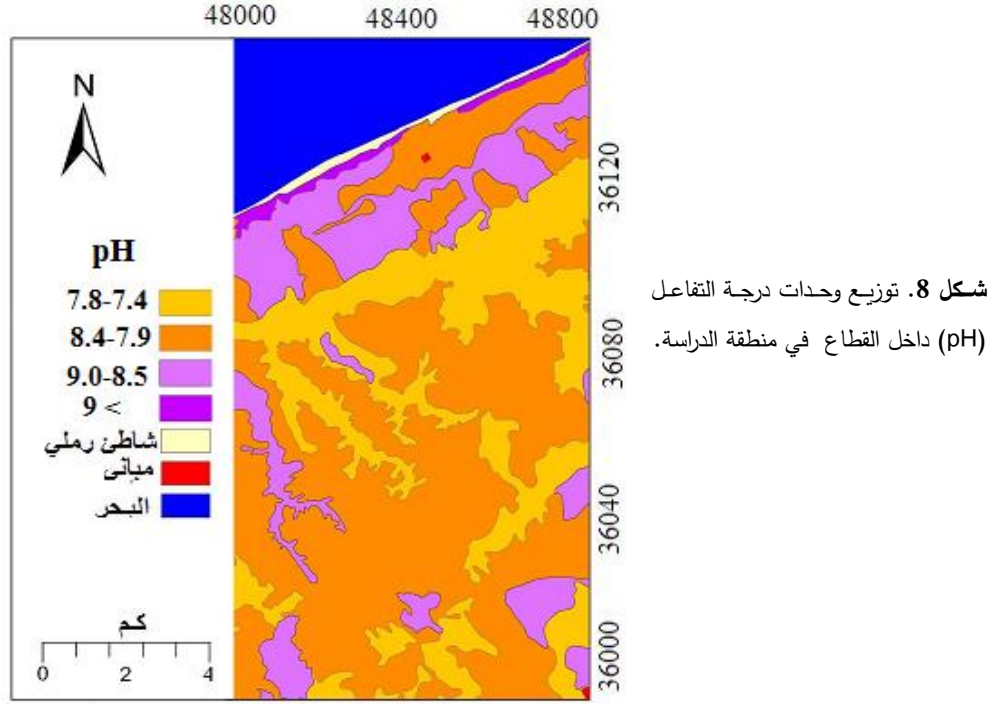 48000 48400 48800
N
36120
36080
36040
36000
pH
7.8-7.4
8.4-7.9
9.0-8.5
9 <
شاطئ رملي
مباني
البحر
كم
0 2 4
شكل 8. توزيع وحدات درجة التفاعل
(pH) داخل القطاع في منطقة الدراسة.